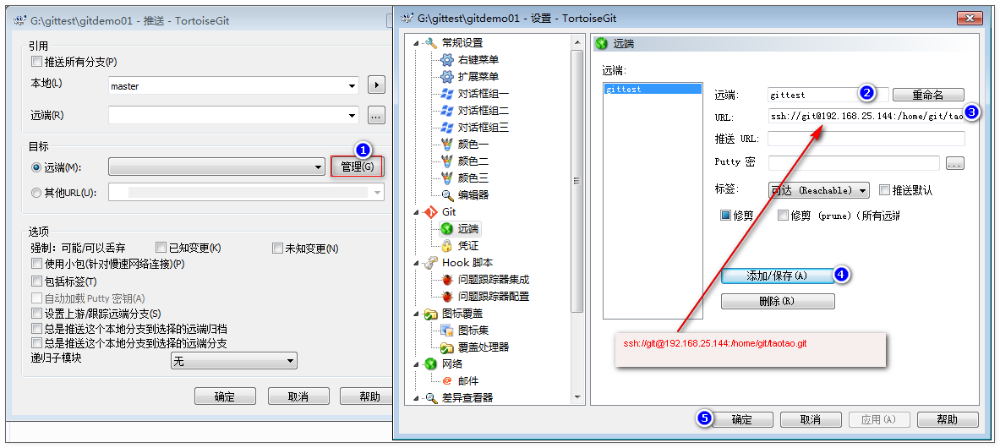 G:\gittest\gitdemo01 - 推送 - TortoiseGit
引用
推送所有分支(P)
本地(L)
master
远端(R)
...
目标
1
远端(M):
管理(G)
其他URL(U):
选项
强制：可能/可以丢弃
已知变更(K)
未知变更(N)
使用小包(针对慢速网络连接)(P)
包括标签(T)
自动加载 Putty 密钥(A)
设置上游/跟踪远端分支(S)
总是推送这个本地分支到选择的远端归档
总是推送这个本地分支到选择的远端分支
递归子模块
无
确定
取消
帮助
G:\gittest\gitdemo01 - 设置 - TortoiseGit
常规设置
右键菜单
扩展菜单
对话框组一
对话框组二
对话框组三
颜色一
颜色二
颜色三
编辑器
Git
远端
凭证
Hook 脚本
问题跟踪器集成
问题跟踪器配置
图标覆盖
图标集
覆盖处理器
网络
邮件
差异查看器
远端
远端:
gittest
远端:
gittest
2
重命名
URL:
ssh://git@192.168.25.144:/home/git/tao
3
推送 URL:
Putty 密
...
标签:
可达 (Reachable)
推送默认
修剪
修剪 (prune) (所有远端
添加/保存(A)
4
删除(R)
ssh://git@192.168.25.144:/home/git/taotao.git
5
确定
取消
应用(A)
帮助